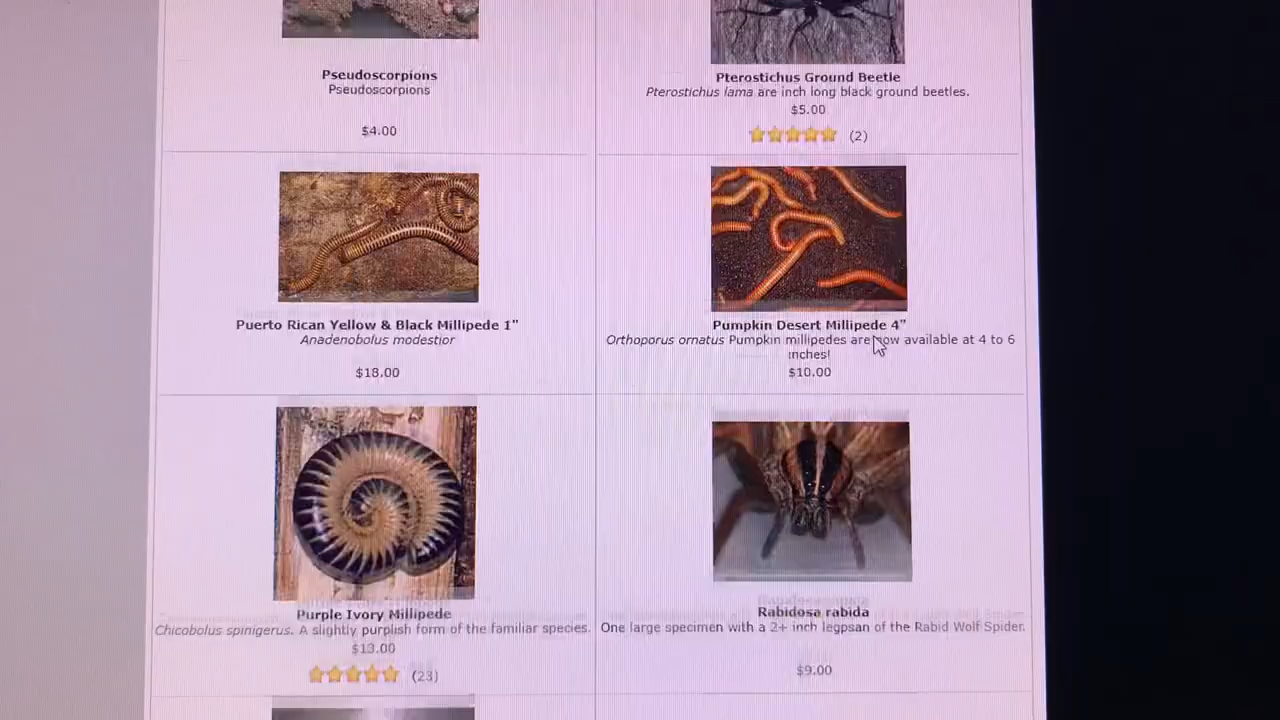 Pseudoscorpions
Pseudoscorpions
$4.00
Pterostichus Ground Beetle
Pterostichus lama are inch long black ground beetles.
$5.00
(2)
Puerto Rican Yellow & Black Millipede 1"
Anadenobolus modestior
$18.00
Pumpkin Desert Millipede 4"
Orthoporus ornatus Pumpkin millipedes are now available at 4 to 6
inches!
$10.00
Purple Ivory Millipede
Chicobolus spinigerus. A slightly purplish form of the familiar species.
$13.00
(23)
Rabidosa rabida
One large specimen with a 2+ inch legpsan of the Rabid Wolf Spider.
$9.00